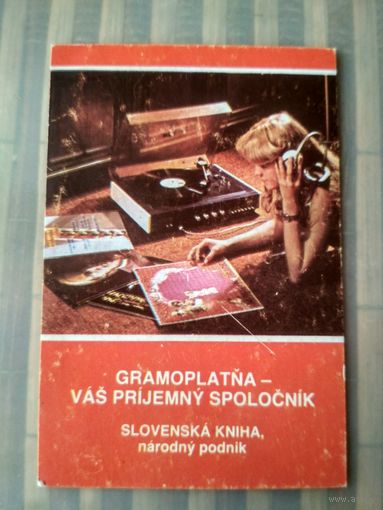 GRAMOPLATŇA –
VÁŠ PRÍJEMNÝ SPOLOČNÍK
SLOVENSKÁ KNIHA,
národný podnik